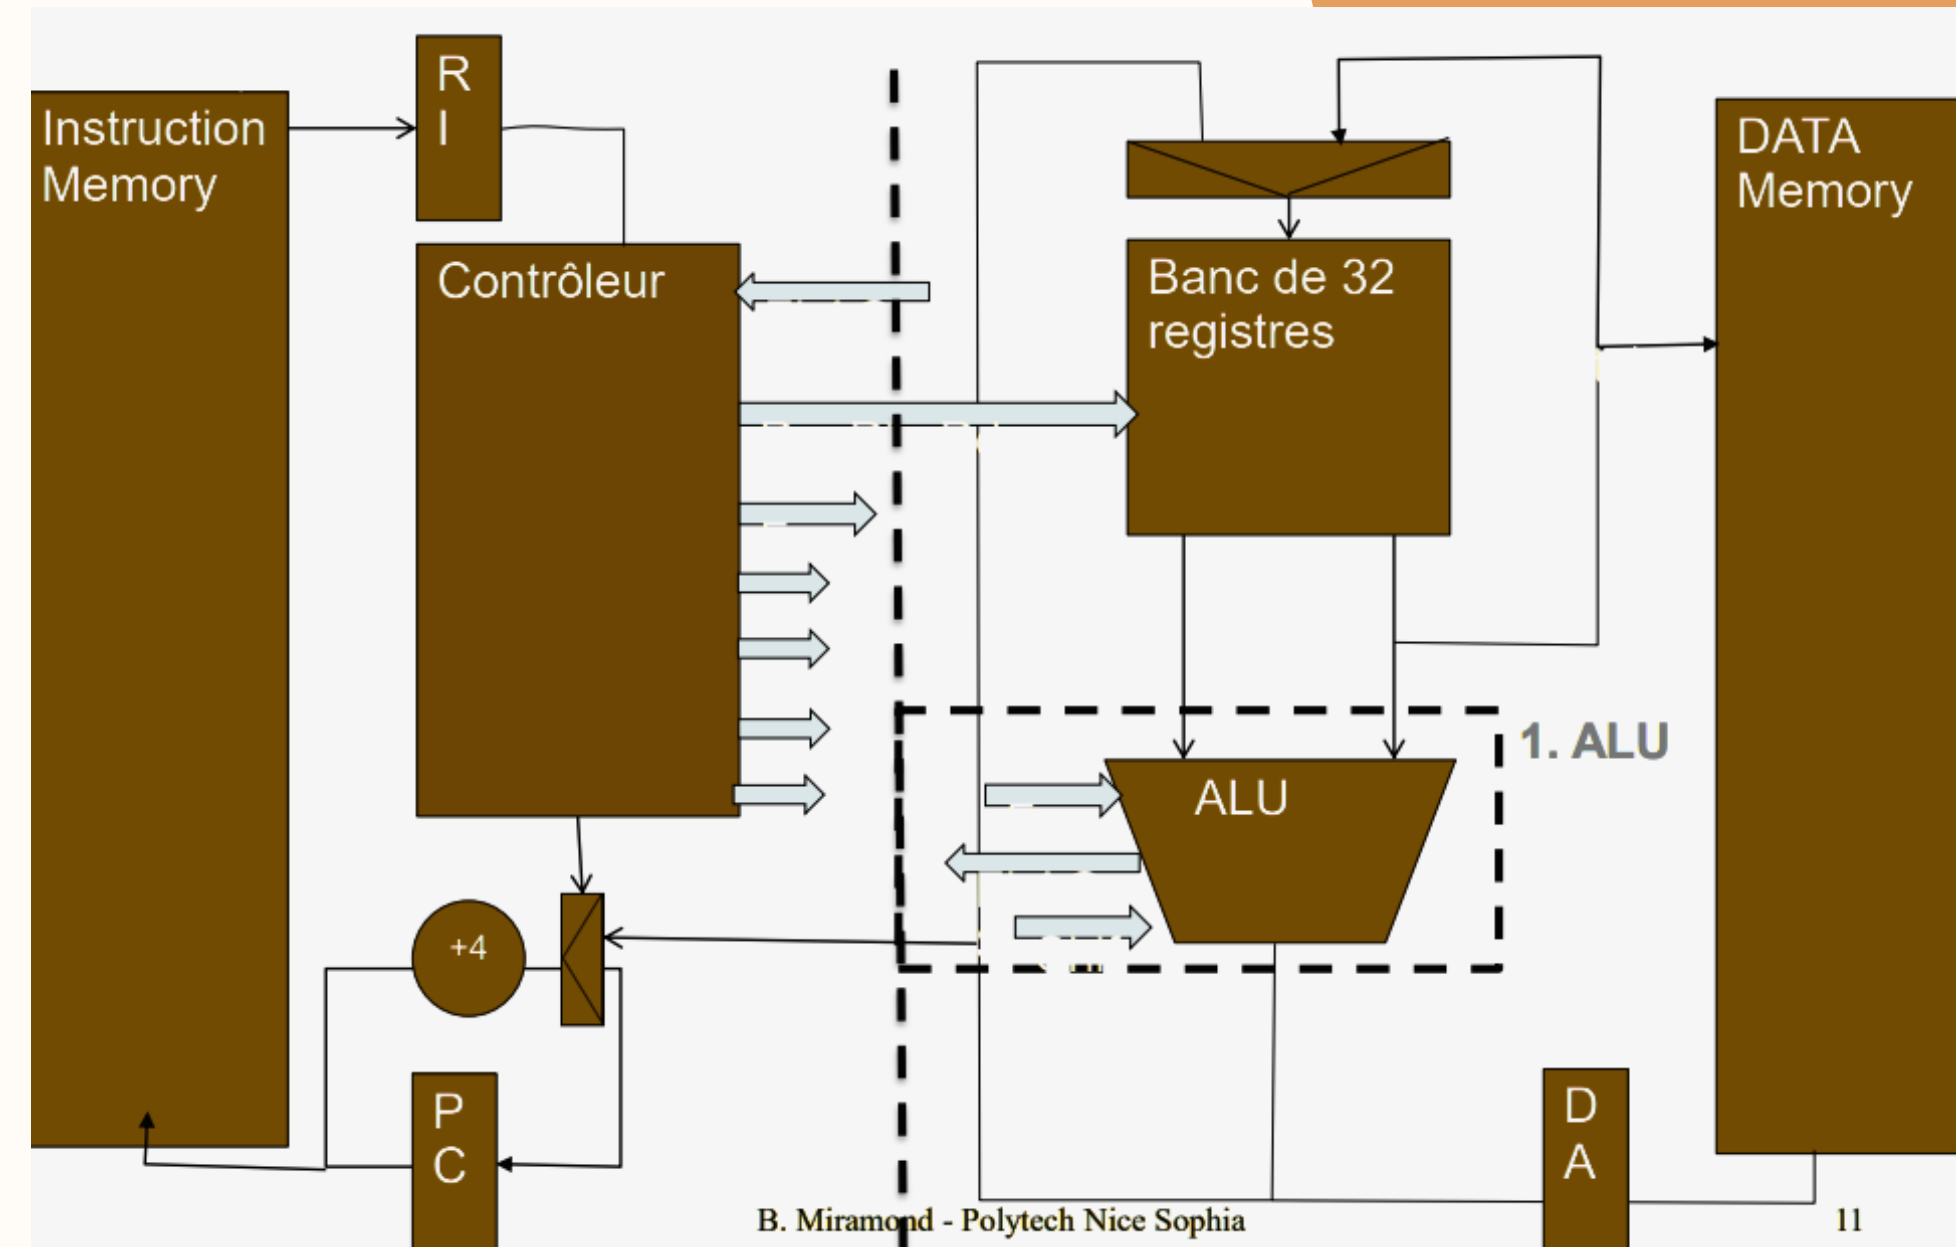 R
I
Instruction
Memory
DATA
Memory
Contrôleur
Banc de 32
registres
1. ALU
ALU
+4
P
C
D
A
B. Miramond - Polytech Nice Sophia
11